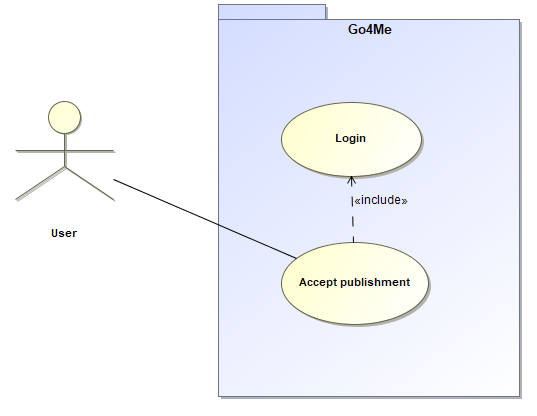 Go4Me
Login
«include»
User
Accept publishment